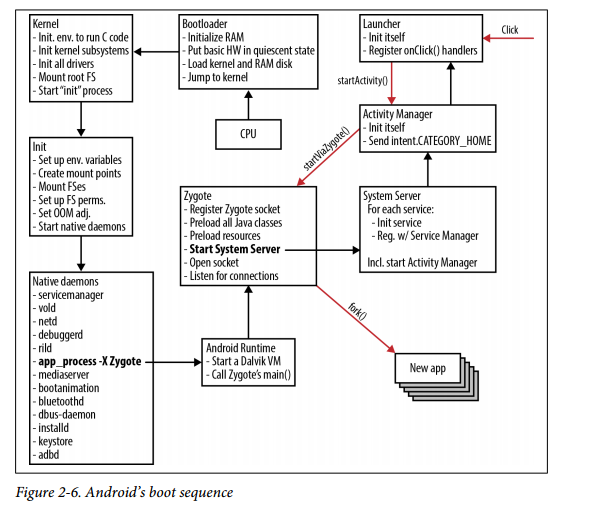 Kernel
- Init. env. to run C code
- Init kernel subsystems
- Init all drivers
- Mount root FS
- Start “init” process
Bootloader
- Initialize RAM
- Put basic HW in quiescent state
- Load kernel and RAM disk
- Jump to kernel
Launcher
- Init itself
- Register onClick() handlers
Click
startActivity()
CPU
Activity Manager
- Init itself
- Send intent.CATEGORY_HOME
startViaZygote()
Init
- Set up env. variables
- Create mount points
- Mount FSes
- Set up FS perms.
- Set OOM adj.
- Start native daemons
Zygote
- Register Zygote socket
- Preload all Java classes
- Preload resources
- Start System Server
- Open socket
- Listen for connections
System Server
For each service:
- Init service
- Reg. w/ Service Manager
Incl. start Activity Manager
Native daemons
- servicemanager
- vold
- netd
- debuggerd
- rild
- app_process -X Zygote
- mediaserver
- bootanimation
- bluetoothd
- dbus-daemon
- installd
- keystore
- adbd
Android Runtime
- Start a Dalvik VM
- Call Zygote’s main()
fork()
New app
Figure 2-6. Android’s boot sequence